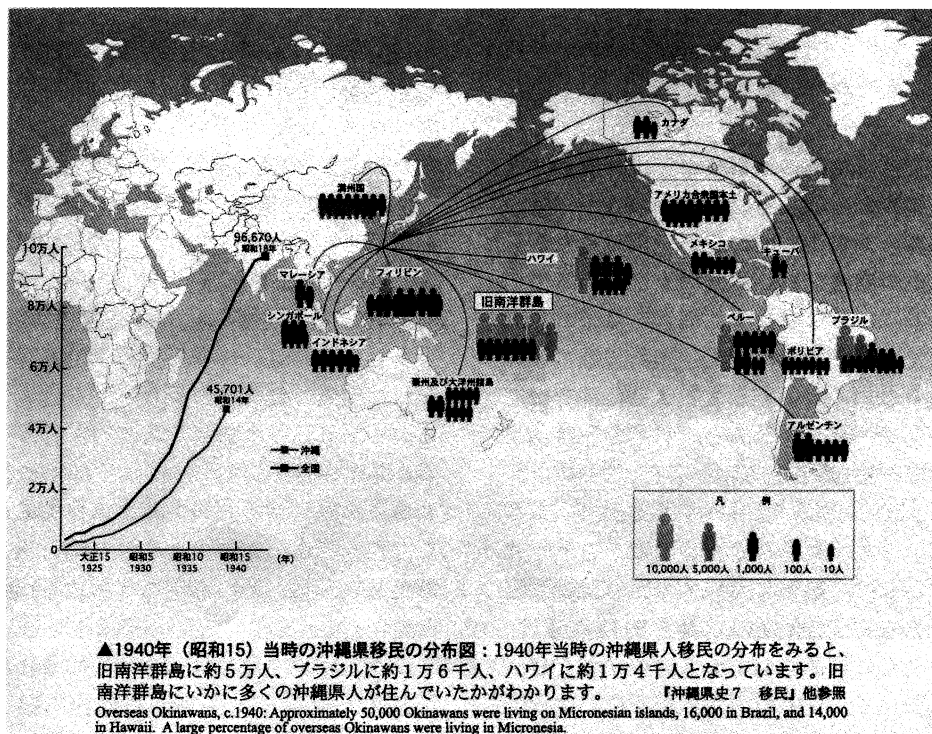 カナダ
満州国
アメリカ合衆国本土
メキシコ
キューバ
ハワイ
マレーシア
フィリピン
旧南洋群島
シンガポール
インドネシア
ペルー
ボリビア
ブラジル
濠州及び大洋州諸島
アルゼンチン
96,670人
10万人
8万人
6万人
45,701人
昭和14年
4万人
2万人
0
沖縄
全国
大正15
1925
昭和5
1930
昭和10
1935
昭和15
1940
(年)
凡 例
10,000人 5,000人 1,000人 100人 10人
▲1940年（昭和15）当時の沖縄県移民の分布図：1940年当時の沖縄県人移民の分布をみると、
旧南洋群島に約5万人、ブラジルに約1万6千人、ハワイに約1万4千人となっています。旧
南洋群島にいかに多くの沖縄県人が住んでいたかがわかります。 『沖縄県史7 移民』他参照
Overseas Okinawans, c.1940: Approximately 50,000 Okinawans were living on Micronesian islands, 16,000 in Brazil, and 14,000
in Hawaii. A large percentage of overseas Okinawans were living in Micronesia.